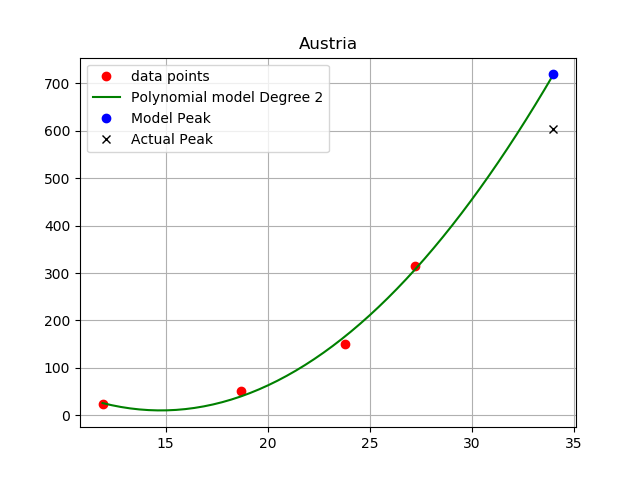 Austria
data points
Polynomial model Degree 2
Model Peak
Actual Peak
700
600
500
400
300
200
100
0
15 20 25 30 35